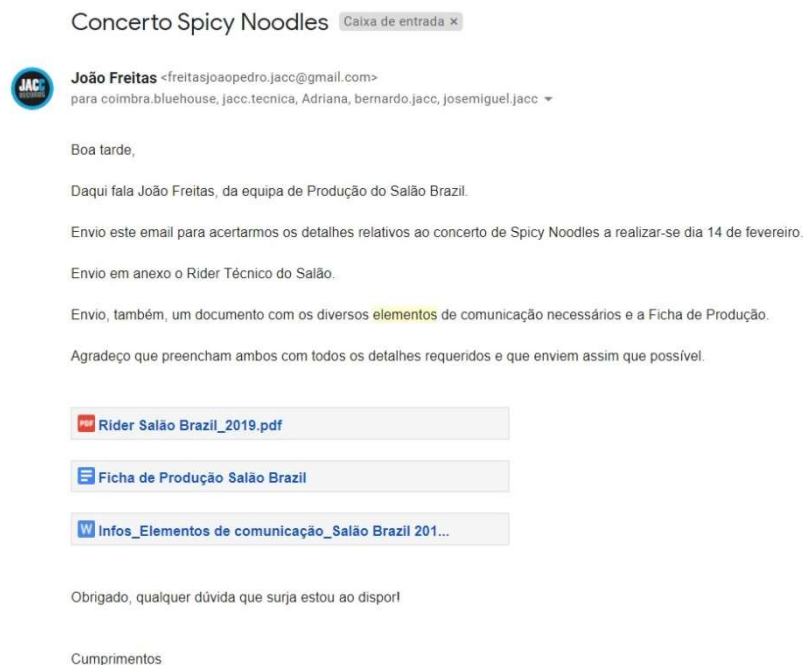 Concerto Spicy Noodles Caixa de entrada ×
João Freitas <freitasjoaopedro.jacc@gmail.com>
JACC
RECORDS
para coimbra.bluehouse, jacc.tecnica, Adriana, bernardo.jacc, josemiguel.jacc
Boa tarde,
Daqui fala João Freitas, da equipa de Produção do Salão Brazil.
Envio este email para acertarmos os detalhes relativos ao concerto de Spicy Noodles a realizar-se dia 14 de fevereiro.
Envio em anexo o Rider Técnico do Salão.
Envio, também, um documento com os diversos elementos de comunicação necessários e a Ficha de Produção.
Agradeço que preencham ambos com todos os detalhes requeridos e que enviem assim que possível.
PDF Rider Salão Brazil_2019.pdf
Ficha de Produção Salão Brazil
W Infos_Elementos de comunicação_Salão Brazil 201...
Obrigado, qualquer dúvida que surja estou ao dispor!
Cumprimentos